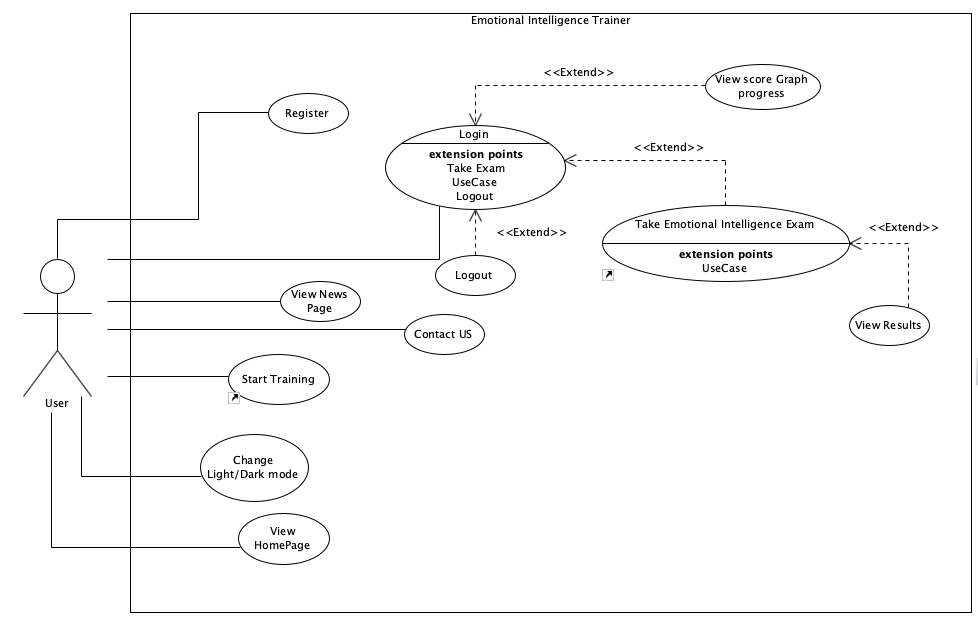 Emotional Intelligence Trainer
<<Extend>>
View score Graph
progress
Register
Login
extension points
Take Exam
UseCase
Logout
<<Extend>>
Take Emotional Intelligence Exam
extension points
UseCase
<<Extend>>
<<Extend>>
Logout
View News
Page
Contact US
View Results
Start Training
User
Change
Light/Dark mode
View
HomePage